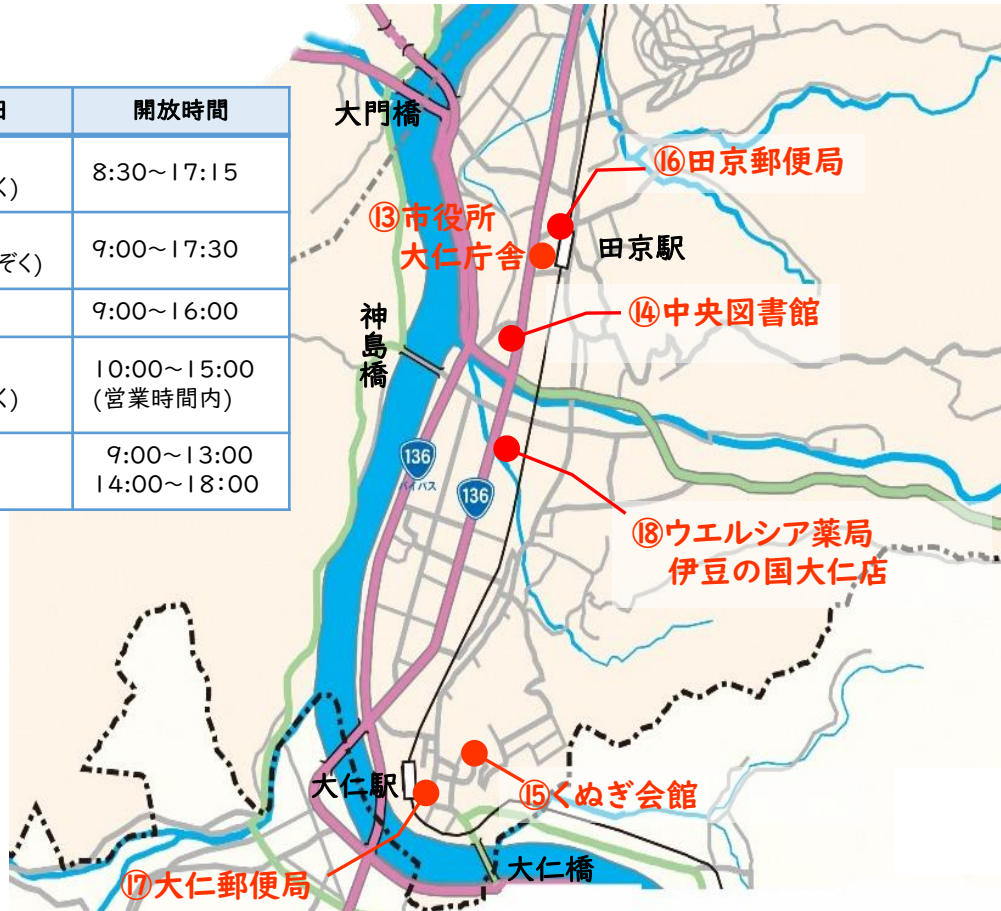 日
開放時間
く)
8:30~17:15
ぞく)
9:00~17:30
9:00~16:00
く)
10:00~15:00
(営業時間内)
9:00~13:00
14:00~18:00
大門橋
⑯田京郵便局
⑬市役所
大仁庁舎
田京駅
⑭中央図書館
神島橋
136
バイパス
136
⑱ウエルシア薬局
伊豆の国大仁店
大仁駅
⑮くぬぎ会館
大仁橋
⑰大仁郵便局